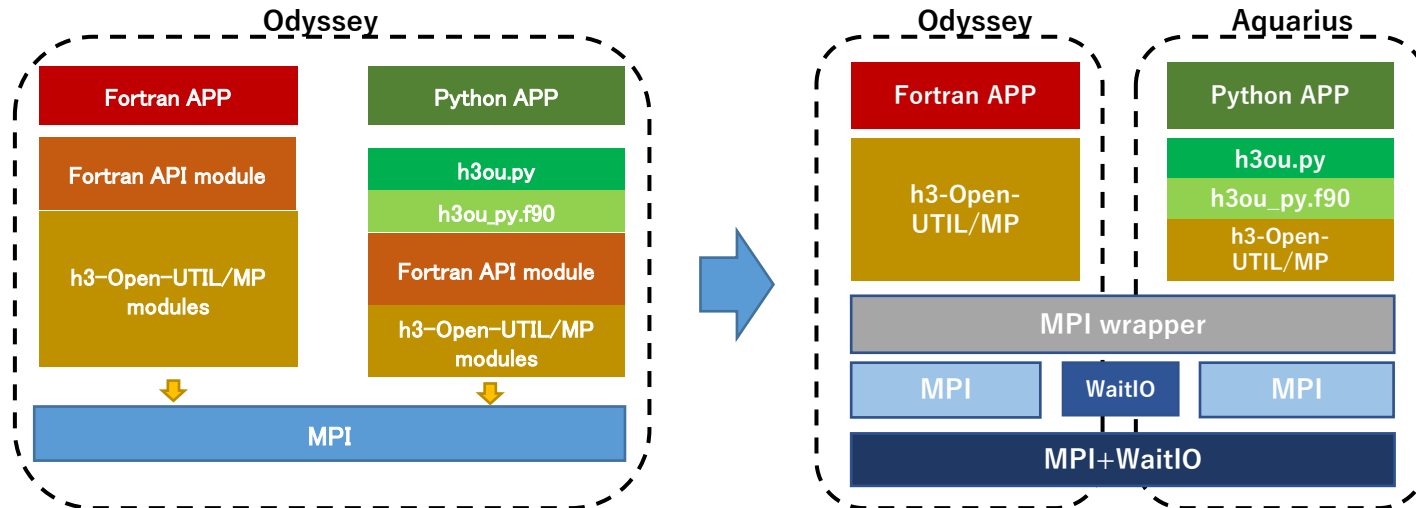 Odyssey
Fortran APP
Fortran API module
h3-Open-UTIL/MP
modules
Python APP
h3ou.py
h3ou_py.f90
Fortran API module
h3-Open-UTIL/MP
modules
MPI
Odyssey
Aquarius
Fortran APP
h3-Open-
UTIL/MP
Python APP
h3ou.py
h3ou_py.f90
h3-Open-
UTIL/MP
MPI wrapper
MPI
WaitIO
MPI
MPI+WaitIO